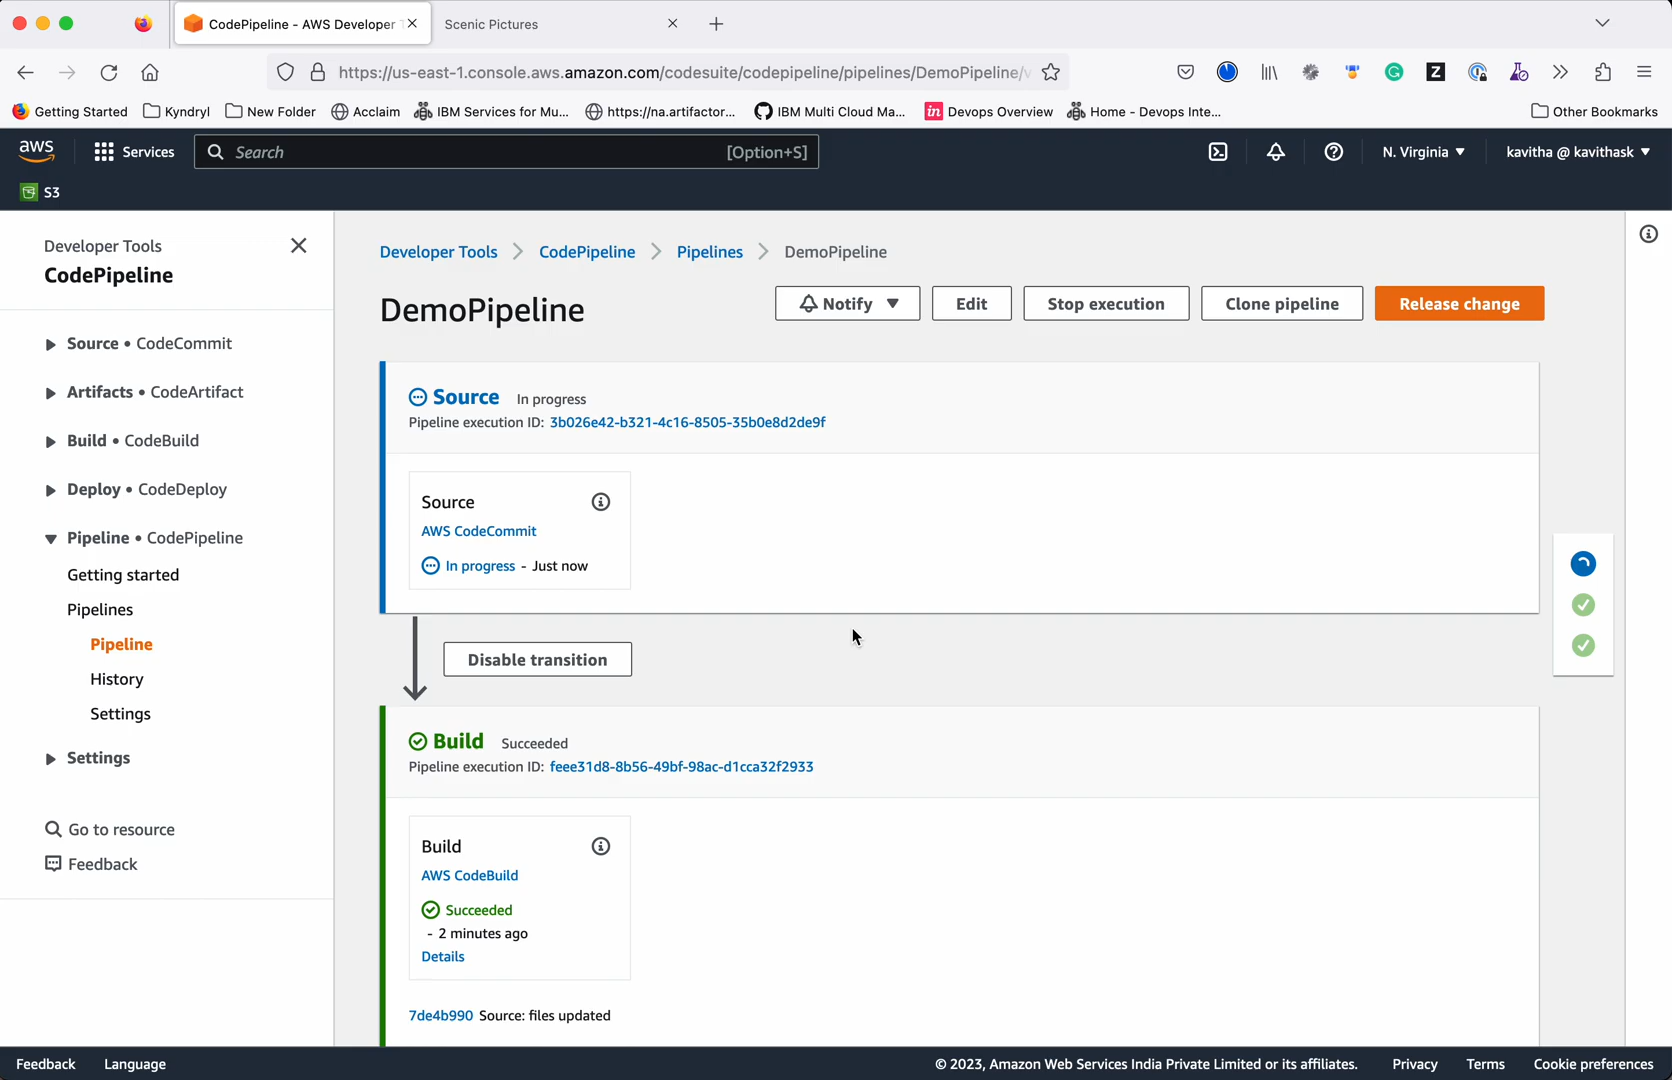 CodePipeline - AWS Developer T
Scenic Pictures
https://us-east-1.console.aws.amazon.com/codesuite/codepipeline/pipelines/DemoPipeline/v
Getting Started
Kyndryl
New Folder
Acclaim
IBM Services for Mu...
https://na.artifactor...
IBM Multi Cloud Ma...
in
Devops Overview
Home - Devops Inte...
Other Bookmarks
aws
Services
Search
[Option+S]
N. Virginia
kavitha @ kavithask
S3
Developer Tools
CodePipeline
Source • CodeCommit
Artifacts • CodeArtifact
Build • CodeBuild
Deploy • CodeDeploy
Pipeline • CodePipeline
Getting started
Pipelines
Pipeline
History
Settings
Settings
Go to resource
Feedback
Developer Tools
CodePipeline
Pipelines
DemoPipeline
DemoPipeline
Notify
Edit
Stop execution
Clone pipeline
Release change
Source In progress
Pipeline execution ID: 3b026e42-b321-4c16-8505-35b0e8d2de9f
Source
AWS CodeCommit
In progress - Just now
Disable transition
Build Succeeded
Pipeline execution ID: feee31d8-8b56-49bf-98ac-d1cca32f2933
Build
AWS CodeBuild
Succeeded
- 2 minutes ago
Details
7de4b990 Source: files updated
Feedback
Language
© 2023, Amazon Web Services India Private Limited or its affiliates.
Privacy
Terms
Cookie preferences